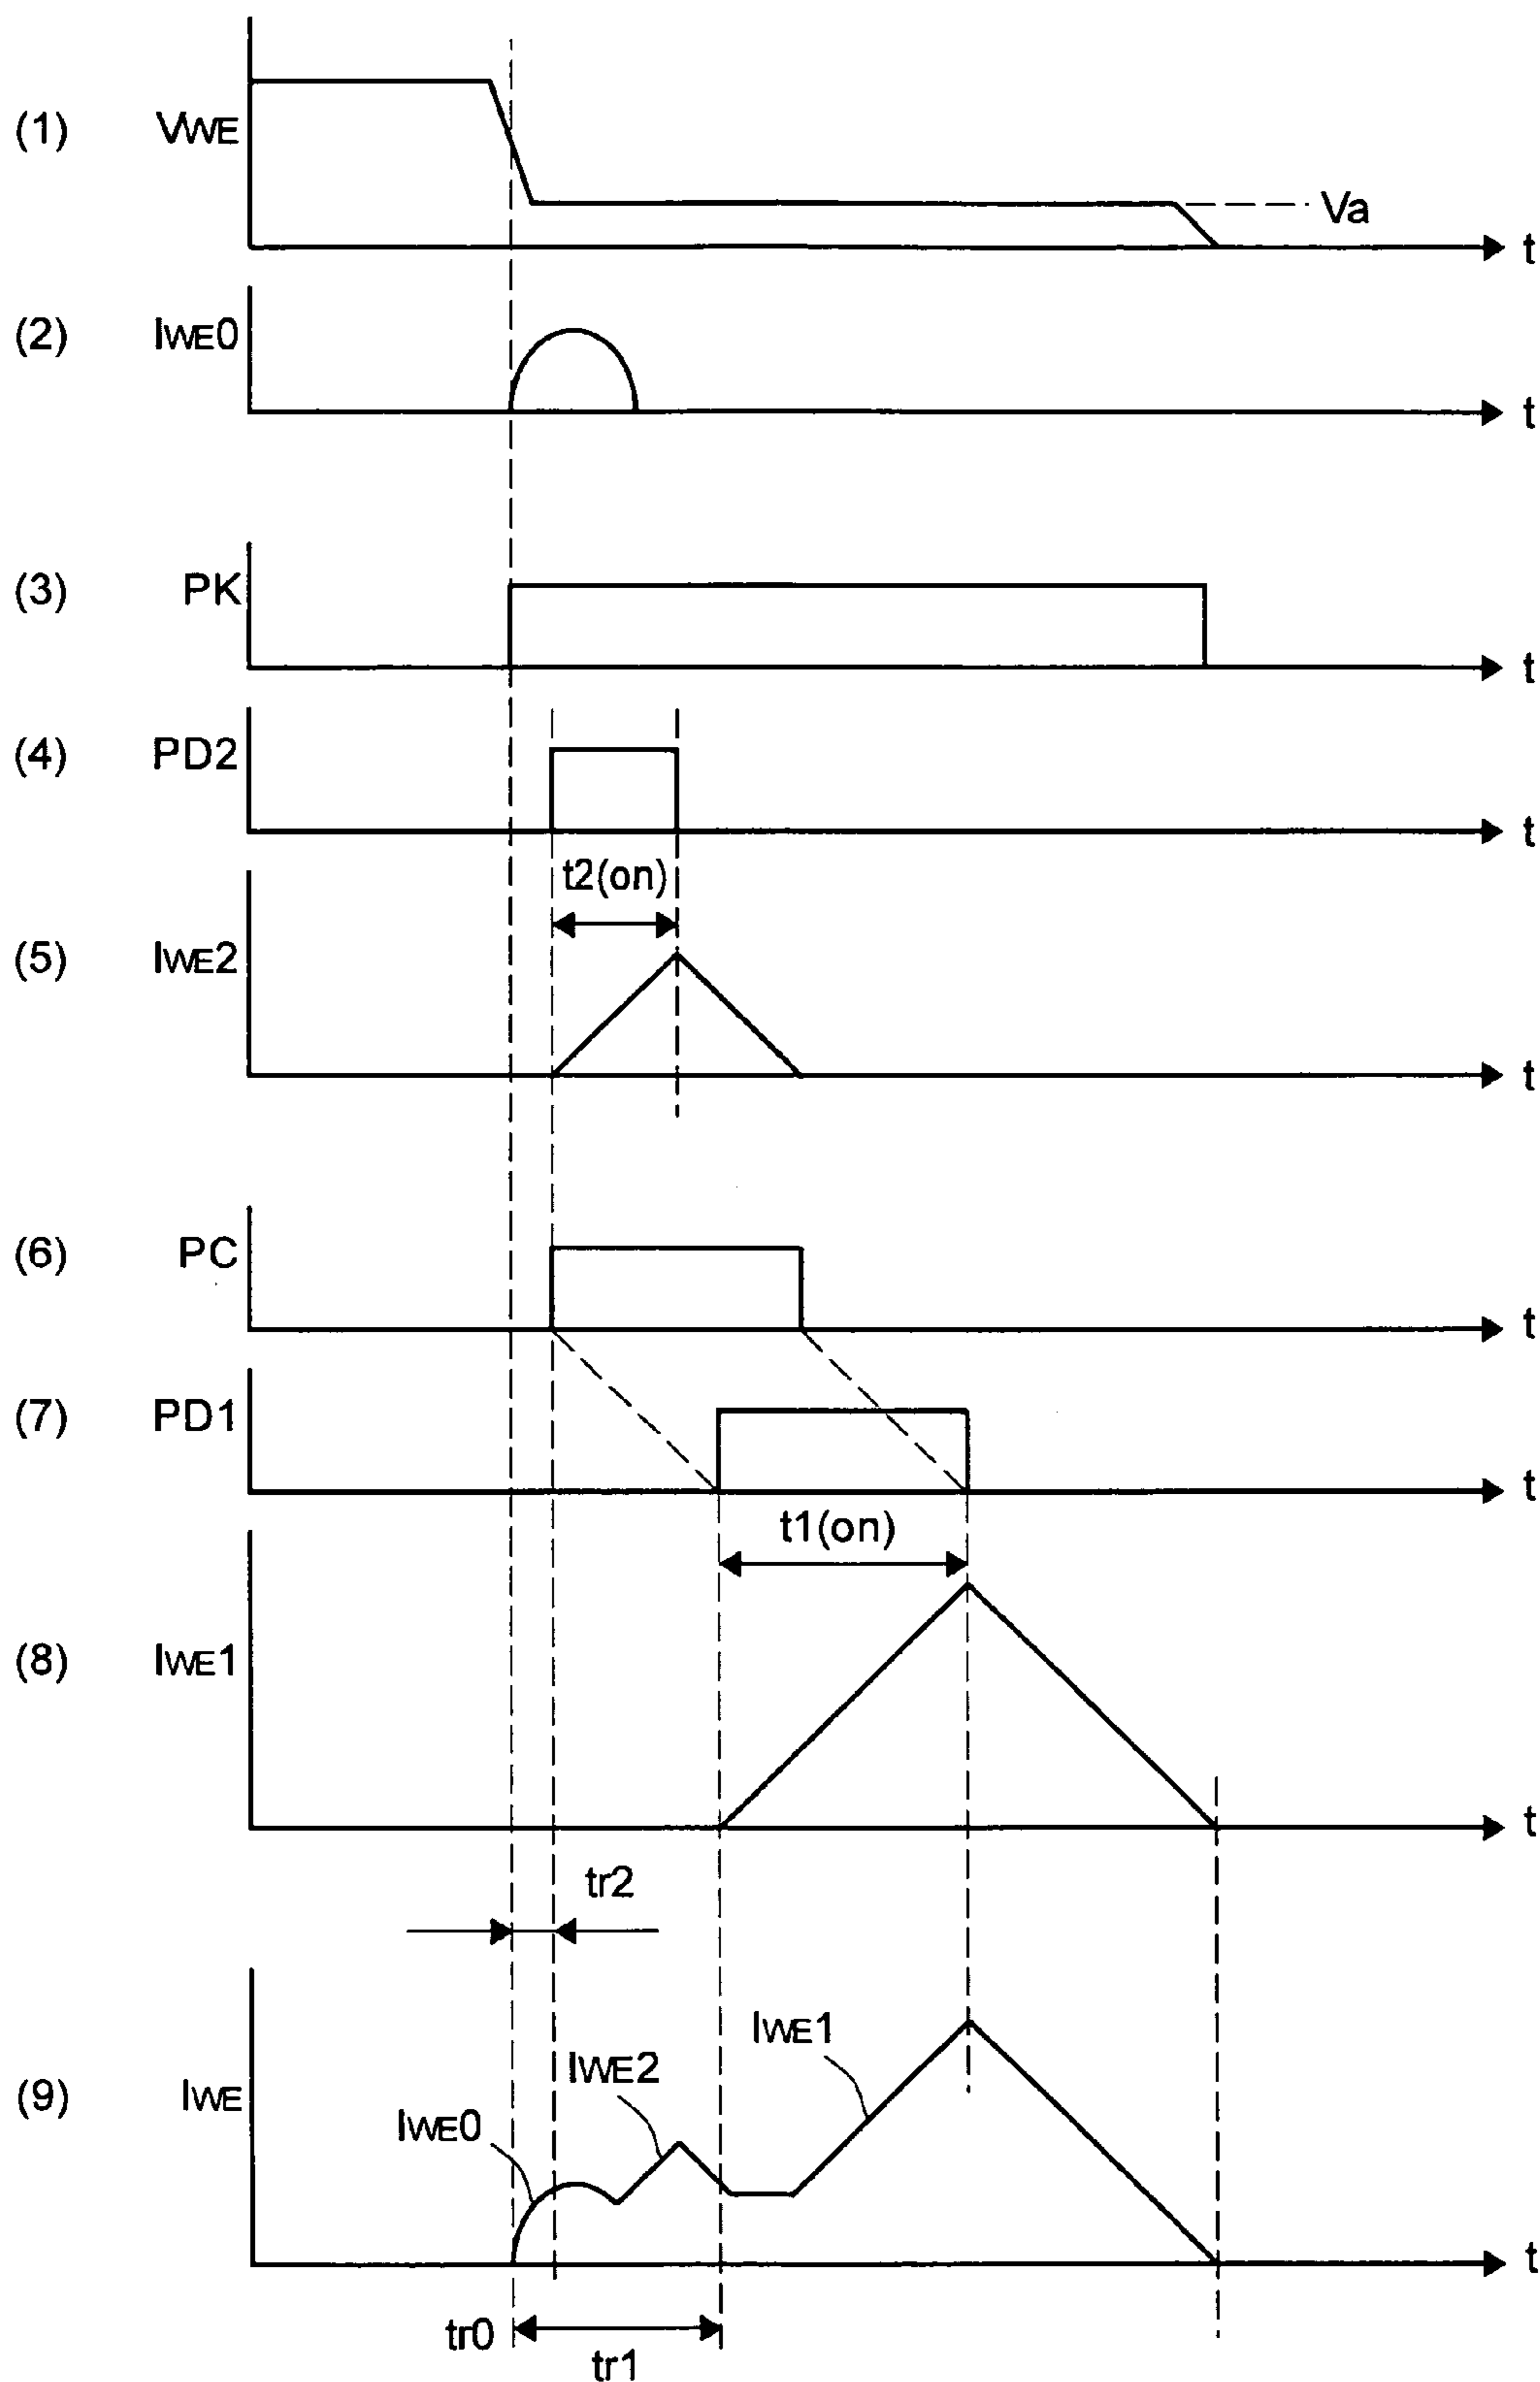 (1) VWE
Va
t
(2) IWE0
t
(3) PK
t
(4) PD2
t
t2(on)
(5) IWE2
t
(6) PC
t
(7) PD1
t
t1(on)
(8) IWE1
t
tr2
IWE1
IWE2
(9) IWE
IWE0
t
tr0
tr1